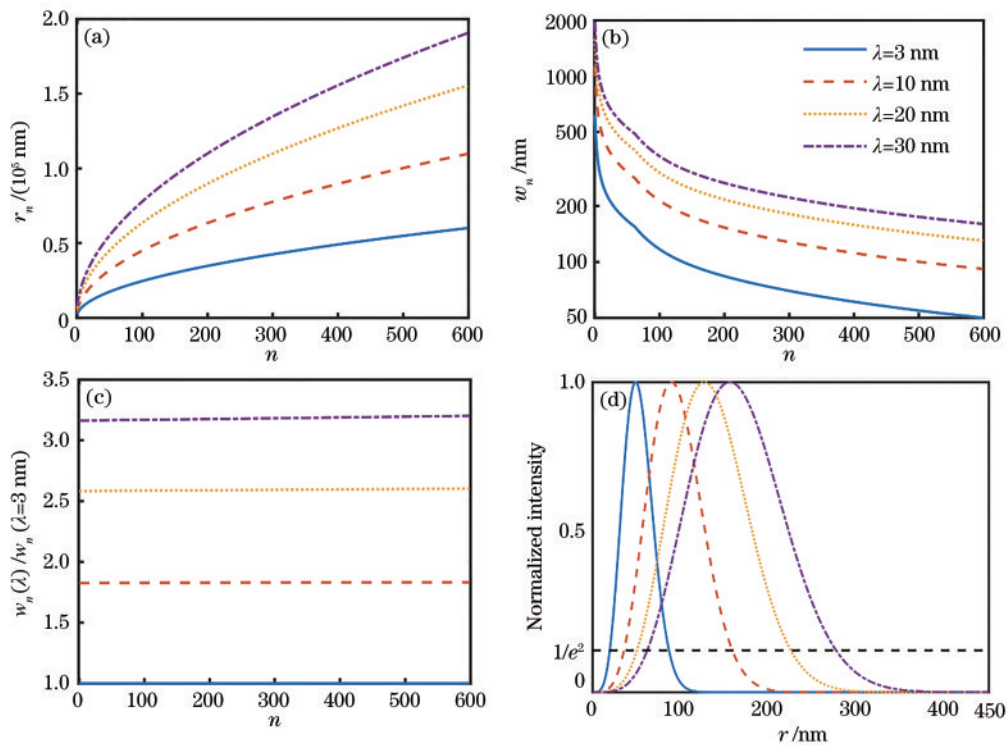 (a)
2.0
1.5
1.0
0.5
0
r_n /(10⁵ nm)
0 100 200 300 400 500 600
n
(b)
2000
1000
500
200
100
50
w_n /nm
λ=3 nm
λ=10 nm
λ=20 nm
λ=30 nm
0 100 200 300 400 500 600
n
(c)
3.5
3.0
2.5
2.0
1.5
1.0
w_n(λ) /w_n (λ=3 nm)
0 100 200 300 400 500 600
n
(d)
1.0
0.5
1/e²
0
Normalized intensity
0 100 200 300 400 450
r /nm